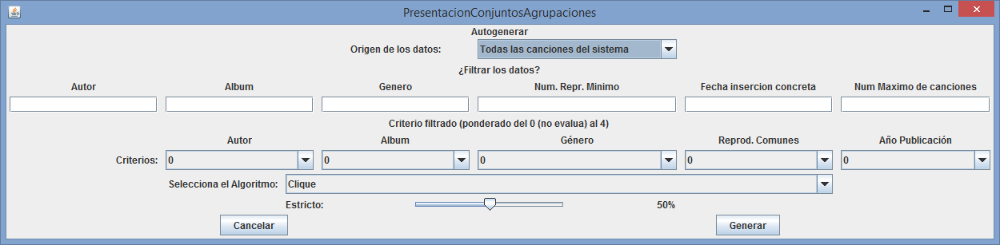 PresentacionConjuntosAgrupaciones
Autogenerar
Origen de los datos: Todas las canciones del sistema
¿Filtrar los datos?
Autor Album Genero Num. Repr. Minimo Fecha insercion concreta Num Maximo de canciones
Criterio filtrado (ponderado del 0 (no evalua) al 4)
Autor Album Género Reprod. Comunes Año Publicación
Criterios: 0 0 0 0 0
Selecciona el Algoritmo: Clique
Estricto: 50%
Cancelar Generar